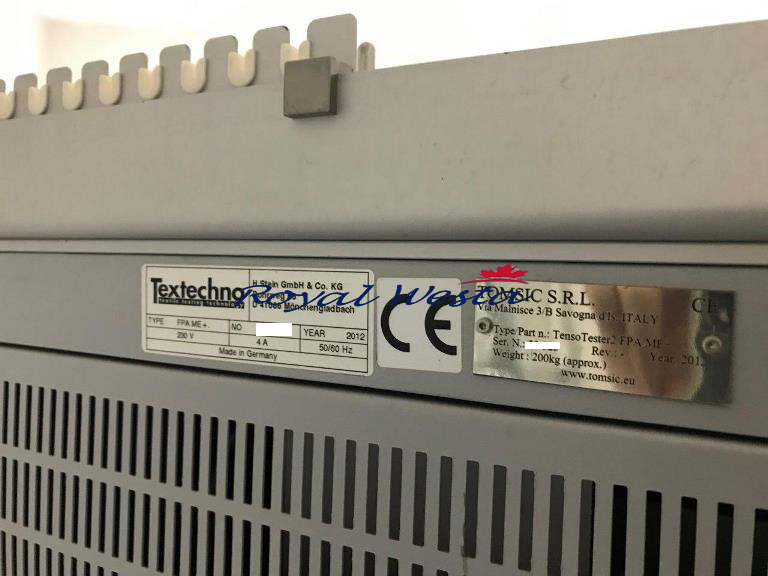 Textechno
textile testing technology
H. Stein GmbH & Co. KG
Mönchengladbach
TYPE FPA ME +. NO YEAR 2012
230 V 4 A 50/60 Hz
Made in Germany
CE
Royal Westa
TOMSIC S.R.L. CE
Via Malnisce 3/B Savogna d'Is. ITALY
Type/Part n.: TensoTester2 FPA ME +
Ser. N.: Rev.: - Year 2012
Weight : 200kg (approx.)
www.tomsic.eu